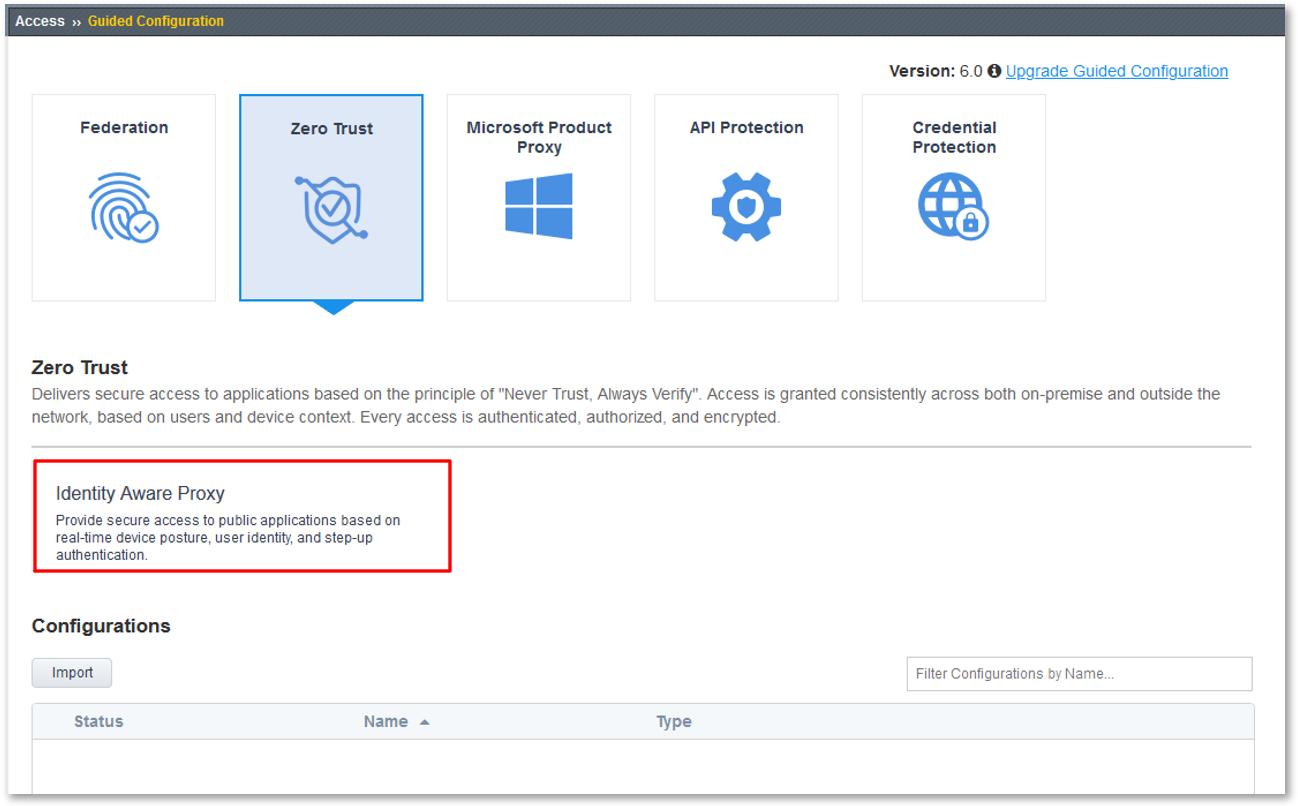 Access ›› Guided Configuration
Version: 6.0 Upgrade Guided Configuration
Federation
Zero Trust
Microsoft Product
Proxy
API Protection
Credential
Protection
Zero Trust
Delivers secure access to applications based on the principle of "Never Trust, Always Verify". Access is granted consistently across both on-premise and outside the
network, based on users and device context. Every access is authenticated, authorized, and encrypted.
Identity Aware Proxy
Provide secure access to public applications based on
real-time device posture, user identity, and step-up
authentication.
Configurations
Import
Filter Configurations by Name...
Status Name Type